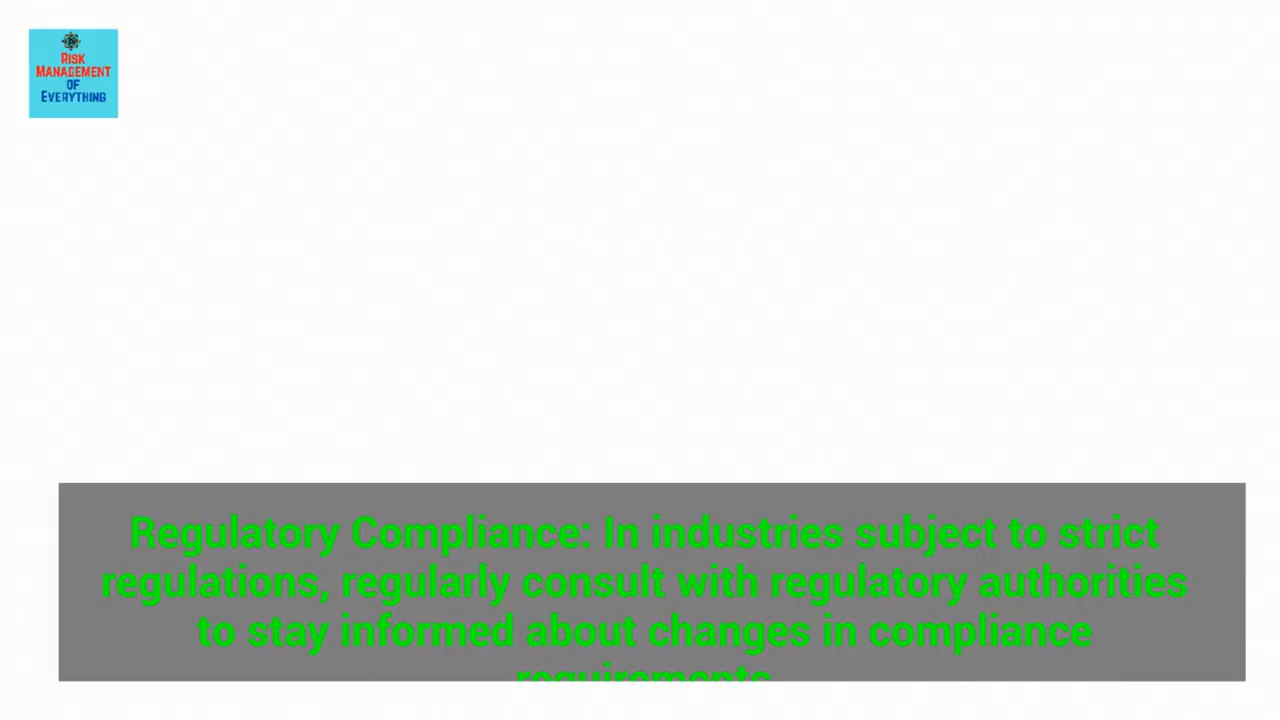 RISK
MANAGEMENT
OF
EVERYTHING
Regulatory Compliance: In industries subject to strict
regulations, regularly consult with regulatory authorities
to stay informed about changes in compliance
requirements